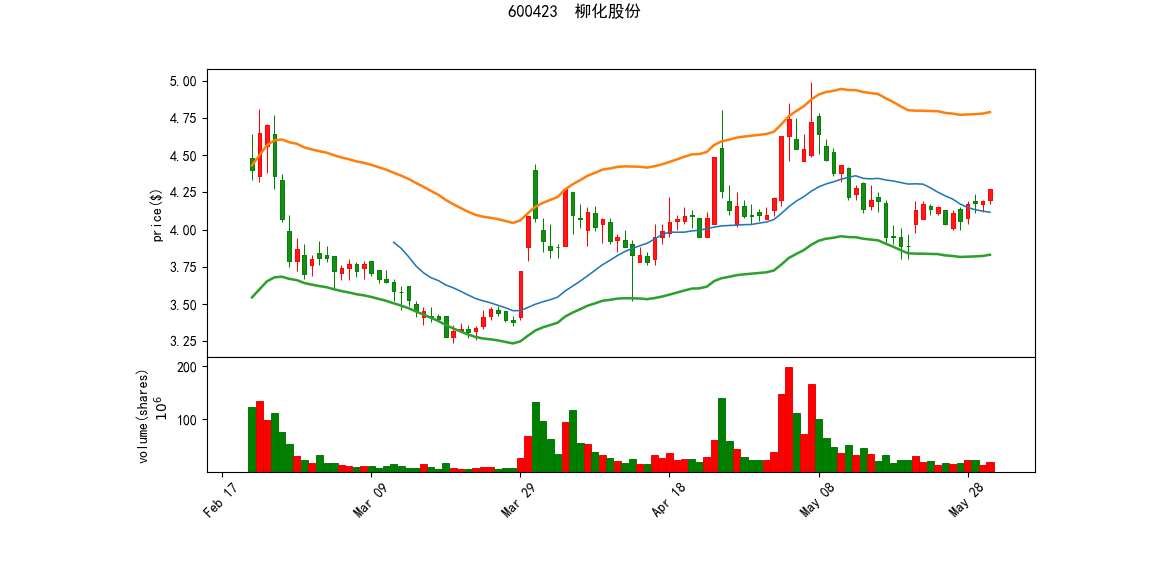 600423 柳化股份
price($)
5.00
4.75
4.50
4.25
4.00
3.75
3.50
3.25
volume(shares)
10^6
200
100
Feb 17
Mar 09
Mar 29
Apr 18
May 08
May 28